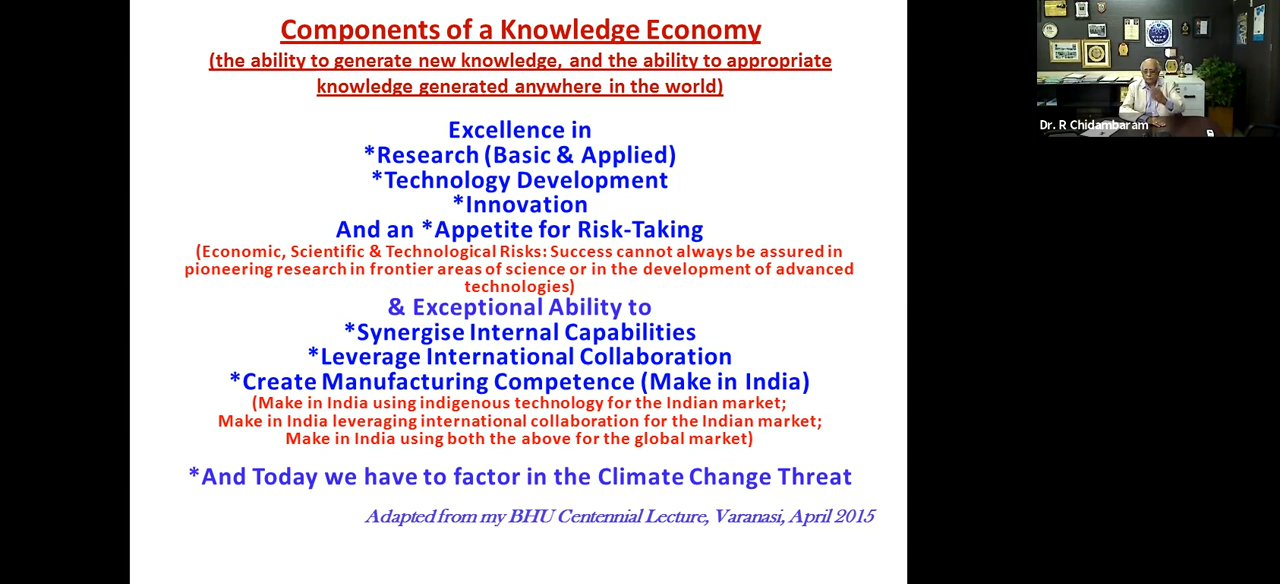 Components of a Knowledge Economy
(the ability to generate new knowledge, and the ability to appropriate
knowledge generated anywhere in the world)
Excellence in
*Research (Basic & Applied)
*Technology Development
*Innovation
And an *Appetite for Risk-Taking
(Economic, Scientific & Technological Risks: Success cannot always be assured in
pioneering research in frontier areas of science or in the development of advanced
technologies)
& Exceptional Ability to
*Synergise Internal Capabilities
*Leverage International Collaboration
*Create Manufacturing Competence (Make in India)
(Make in India using indigenous technology for the Indian market;
Make in India leveraging international collaboration for the Indian market;
Make in India using both the above for the global market)
*And Today we have to factor in the Climate Change Threat
Adapted from my BHU Centennial Lecture, Varanasi, April 2015
Dr. R Chidambaram